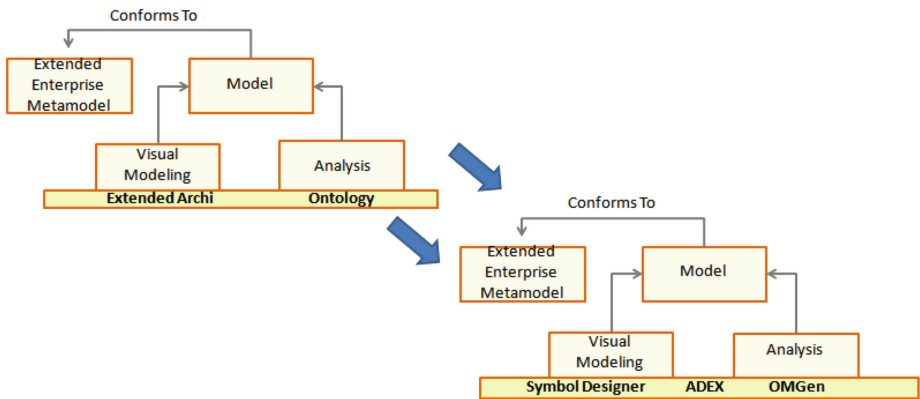 Conforms To
Extended
Enterprise
Metamodel
Model
Visual
Modeling
Analysis
Extended Archi Ontology
Conforms To
Extended
Enterprise
Metamodel
Model
Visual
Modeling
Analysis
Symbol Designer ADEX OMGen